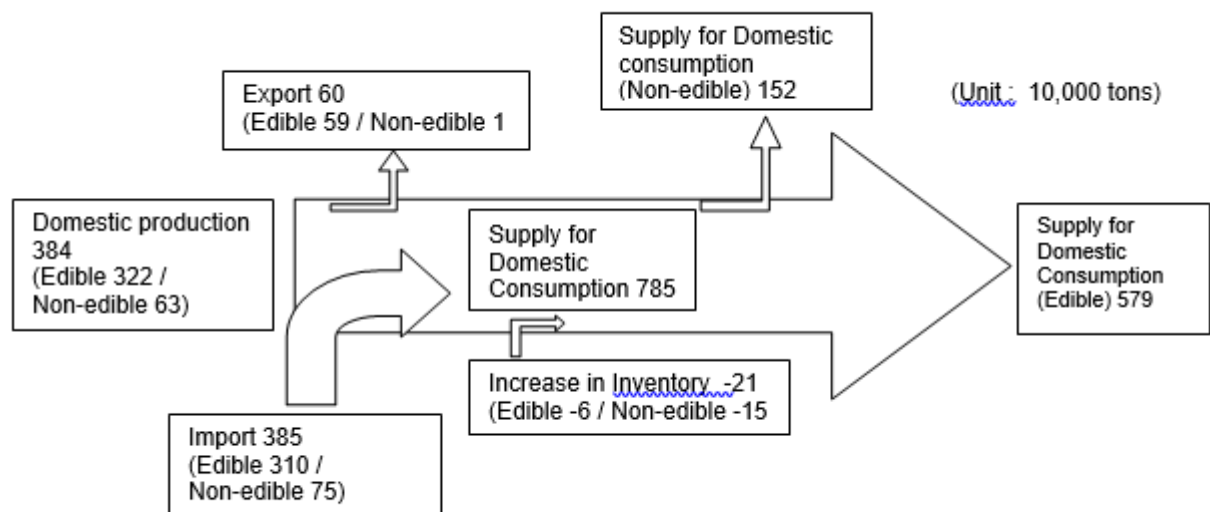 Supply for Domestic
consumption
(Non-edible) 152
(Unit : 10,000 tons)
Export 60
(Edible 59 / Non-edible 1
Domestic production
384
(Edible 322 /
Non-edible 63)
Supply for
Domestic
Consumption 785
Supply for
Domestic
Consumption
(Edible) 579
Increase in Inventory -21
(Edible -6 / Non-edible -15
Import 385
(Edible 310 /
Non-edible 75)